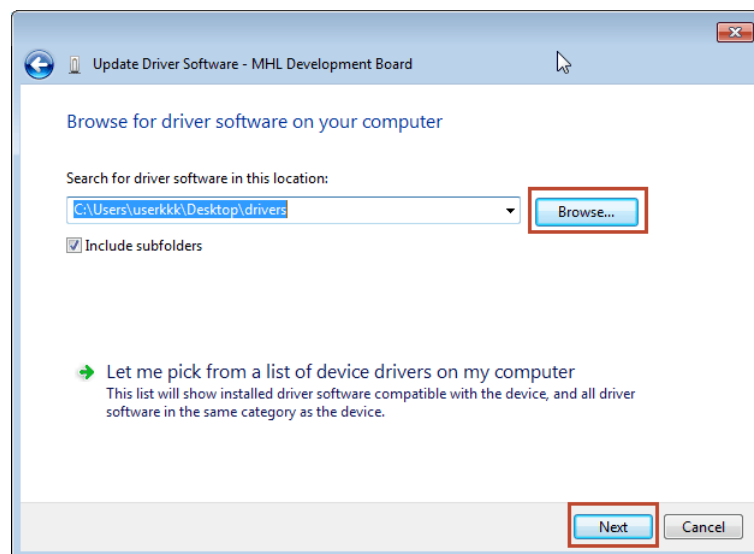 Update Driver Software - MHL Development Board
Browse for driver software on your computer
Search for driver software in this location:
C:\Users\userkkk\Desktop\drivers
Browse...
Include subfolders
Let me pick from a list of device drivers on my computer
This list will show installed driver software compatible with the device, and all driver
software in the same category as the device.
Next
Cancel